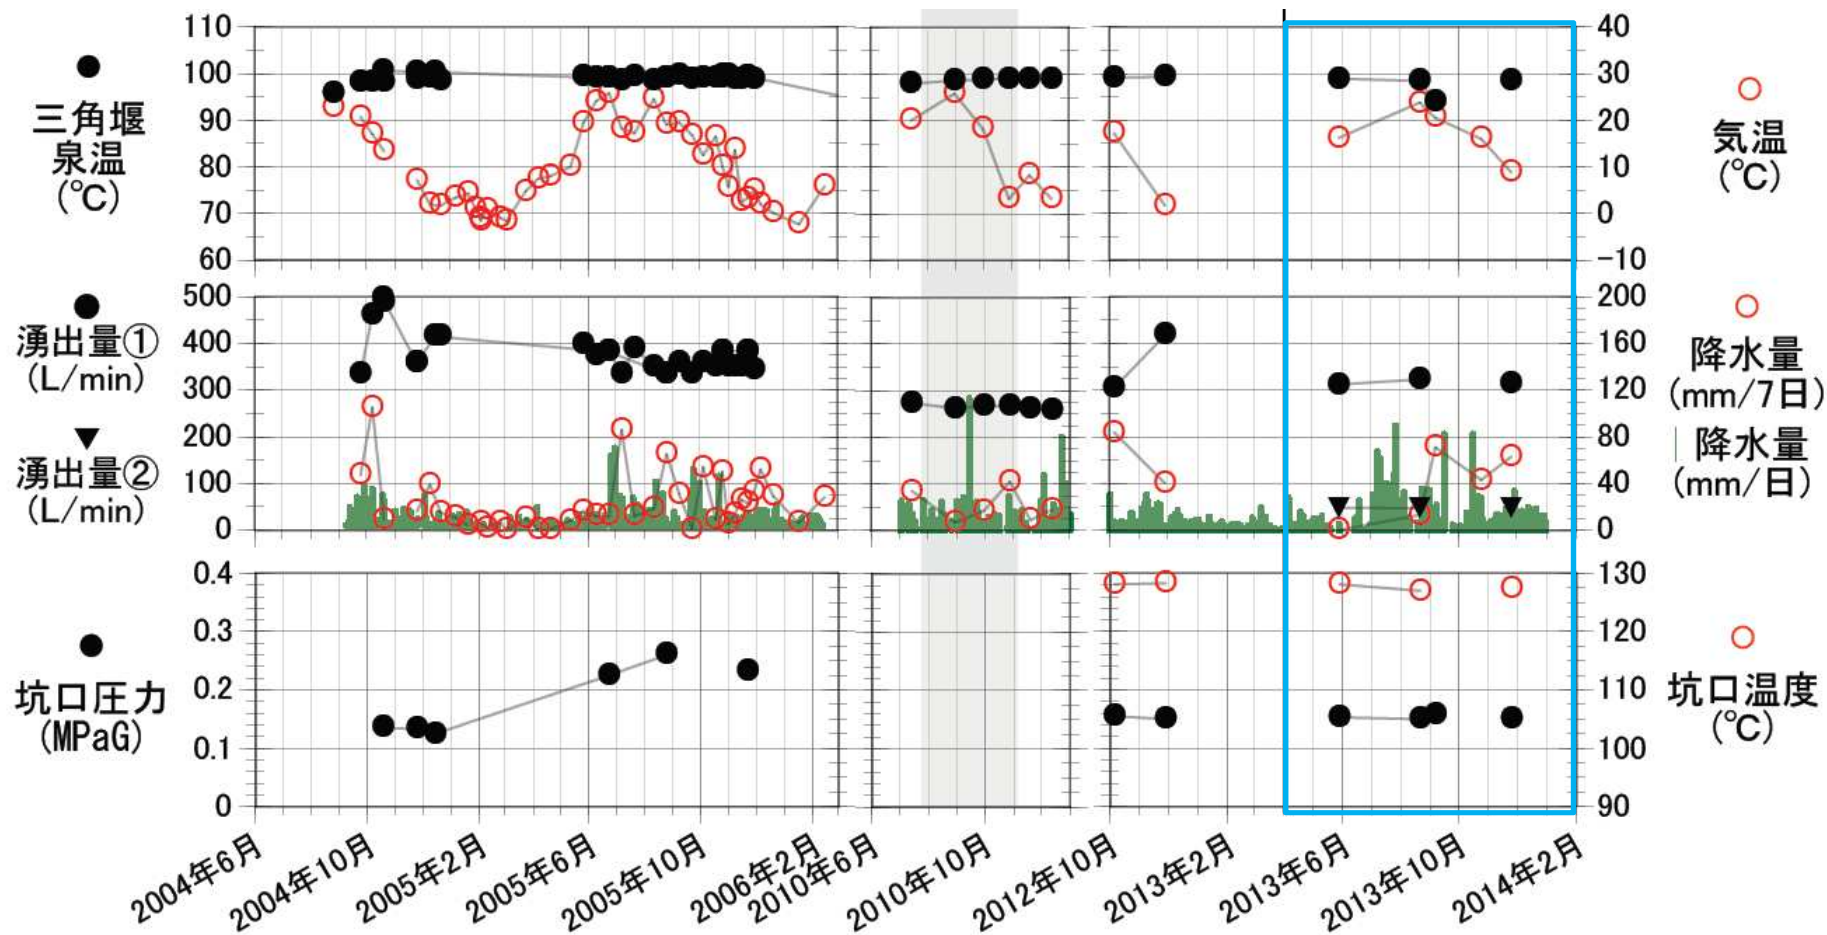 110
100
90
80
70
60
40
30
20
10
0
-10
三角堰
泉温
(℃)
気温
(℃)
500
400
300
200
100
0
200
160
120
80
40
0
湧出量①
(L/min)
湧出量②
(L/min)
降水量
(mm/7日)
降水量
(mm/日)
0.4
0.3
0.2
0.1
0
130
120
110
100
90
坑口圧力
(MPaG)
坑口温度
(℃)
2004年6月
2004年10月
2005年2月
2005年6月
2005年10月
2006年2月
2010年6月
2010年10月
2012年10月
2013年2月
2013年6月
2013年10月
2014年2月